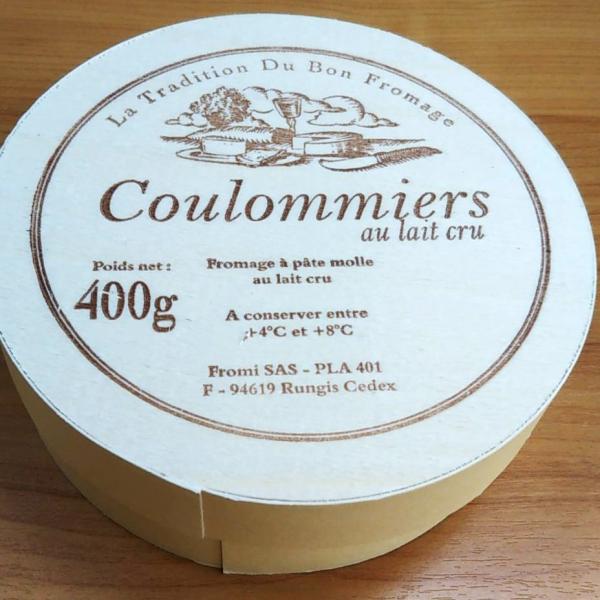 La Tradition Du Bon Fromage
Coulommiers
au lait cru
Poids net :
400g
Fromage à pâte molle
au lait cru
A conserver entre
+4°C et +8°C
Fromi SAS - PLA 401
F - 94619 Rungis Cedex